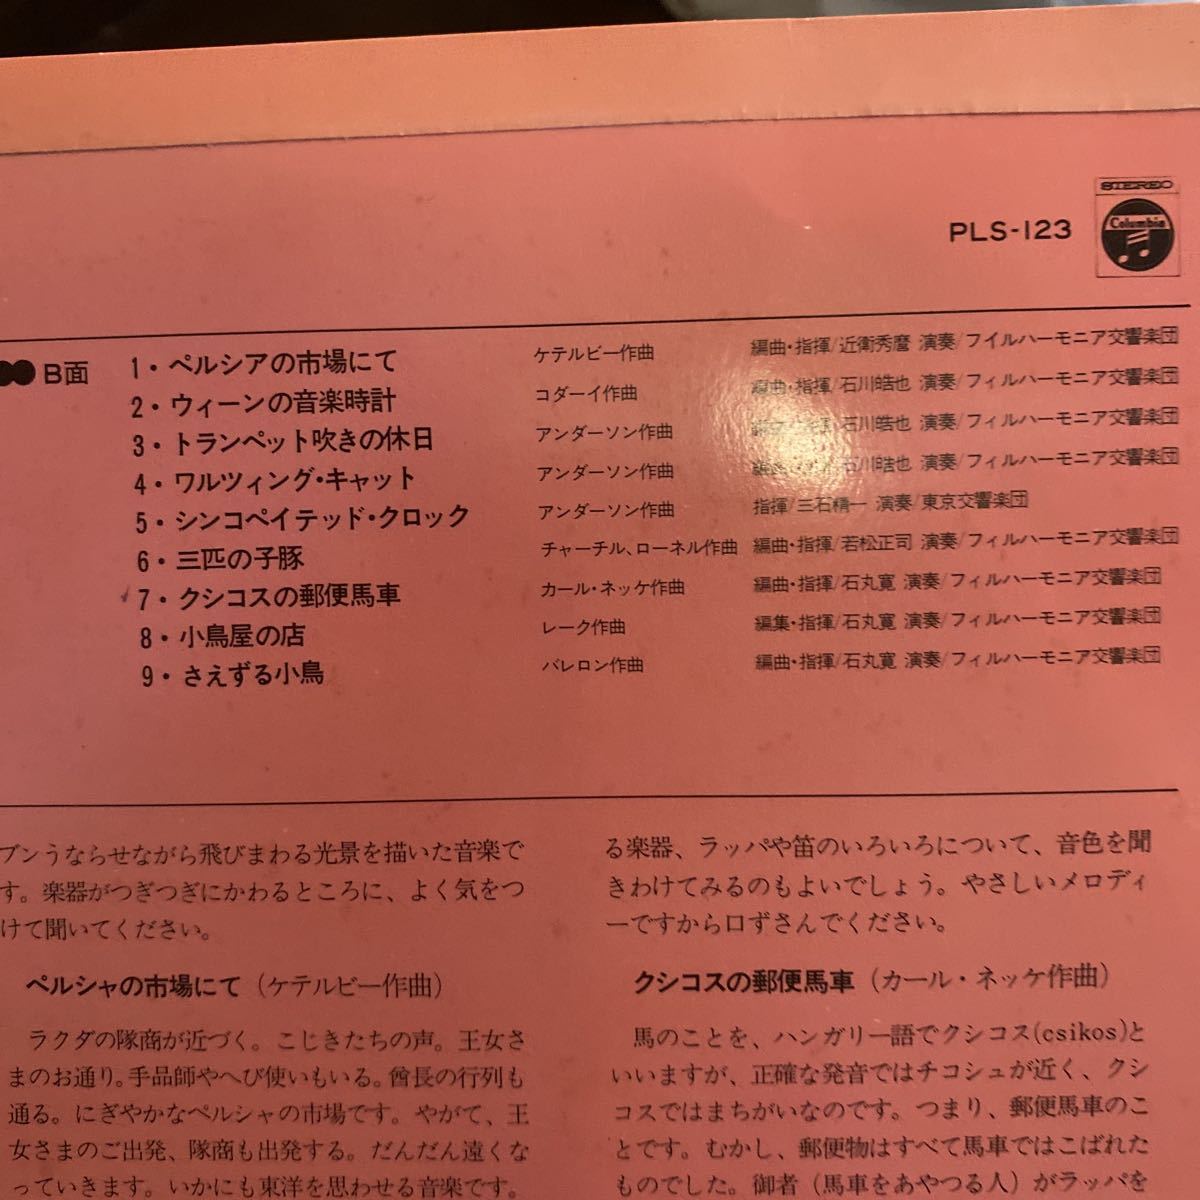 STEREO
Columbia
PLS-123
B面
1・ペルシアの市場にて ケテルビー作曲 編曲・指揮/近衛秀麿 演奏/フイルハーモニア交響楽団
2・ウィーンの音楽時計 コダーイ作曲 編曲・指揮/石川皓也 演奏/フィルハーモニア交響楽団
3・トランペット吹きの休日 アンダーソン作曲 石川皓也 演奏/フィルハーモニア交響楽団
4・ワルツィング・キャット アンダーソン作曲 石川皓也 演奏/フィルハーモニア交響楽団
5・シンコペイテッド・クロック アンダーソン作曲 指揮/三石精一 演奏/東京交響楽団
6・三匹の子豚 チャーチル、ローネル作曲 編曲・指揮/若松正司 演奏/フィルハーモニア交響楽団
7・クシコスの郵便馬車 カール・ネッケ作曲 編曲・指揮/石丸寛 演奏/フィルハーモニア交響楽団
8・小鳥屋の店 レーク作曲 編集・指揮/石丸寛 演奏/フィルハーモニア交響楽団
9・さえずる小鳥 バレロン作曲 編曲・指揮/石丸寛 演奏/フィルハーモニア交響楽団
ブンうならせながら飛びまわる光景を描いた音楽で
す。楽器がつぎつぎにかわるところに、よく気をつ
けて聞いてください。
ペルシャの市場にて(ケテルビー作曲)
ラクダの隊商が近づく。こじきたちの声。王女さ
まのお通り。手品師やへび使いもいる。酋長の行列も
通る。にぎやかなペルシャの市場です。やがて、王
女さまのご出発、隊商も出発する。だんだん遠くな
っていきます。いかにも東洋を思わせる音楽です。
る楽器、ラッパや笛のいろいろについて、音色を聞
きわけてみるのもよいでしょう。やさしいメロディ
ーですから口ずさんでください。
クシコスの郵便馬車(カール・ネッケ作曲)
馬のことを、ハンガリー語でクシコス(csikos)と
いいますが、正確な発音ではチコシュが近く、クシ
コスではまちがいなのです。つまり、郵便馬車のこ
とです。むかし、郵便物はすべて馬車ではこばれた
ものでした。御者(馬車をあやつる人)がラッパを